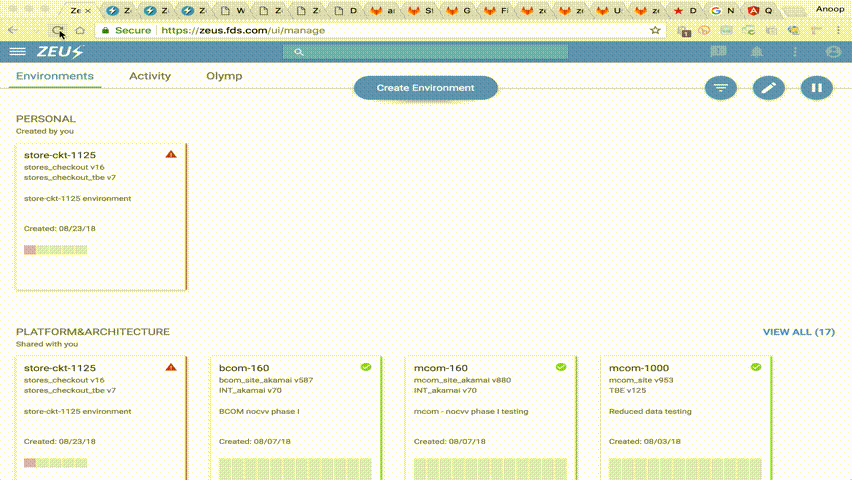 Ze Z Z Z W Z Z D a S G Fi z z U z D N Q Anoop
Secure https://zeus.fds.com/ui/manage
ZEUS
Environments Activity Olymp
Create Environment
PERSONAL
Created by you
store-ckt-1125
stores_checkout v16
stores_checkout_tbe v7
store-ckt-1125 environment
Created: 08/23/18
PLATFORM&ARCHITECTURE VIEW ALL (17)
Shared with you
store-ckt-1125 bcom-160 mcom-160 mcom-1000
stores_checkout v16 bcom_site_akamai v587 mcom_site_akamai v880 mcom_site v953
stores_checkout_tbe v7 INT_akamai v70 INT_akamai v70 TBE v125
store-ckt-1125 environment BCOM nocvv phase I mcom - nocvv phase I testing Reduced data testing
Created: 08/23/18 Created: 08/07/18 Created: 08/07/18 Created: 08/03/18